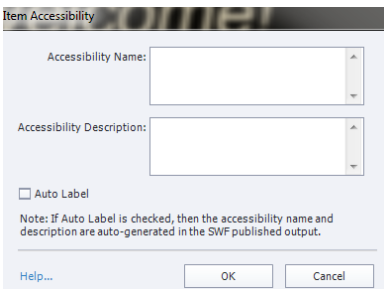 Item Accessibility
Accessibility Name:
Accessibility Description:
Auto Label
Note: If Auto Label is checked, then the accessibility name and
description are auto-generated in the SWF published output.
Help...
OK
Cancel